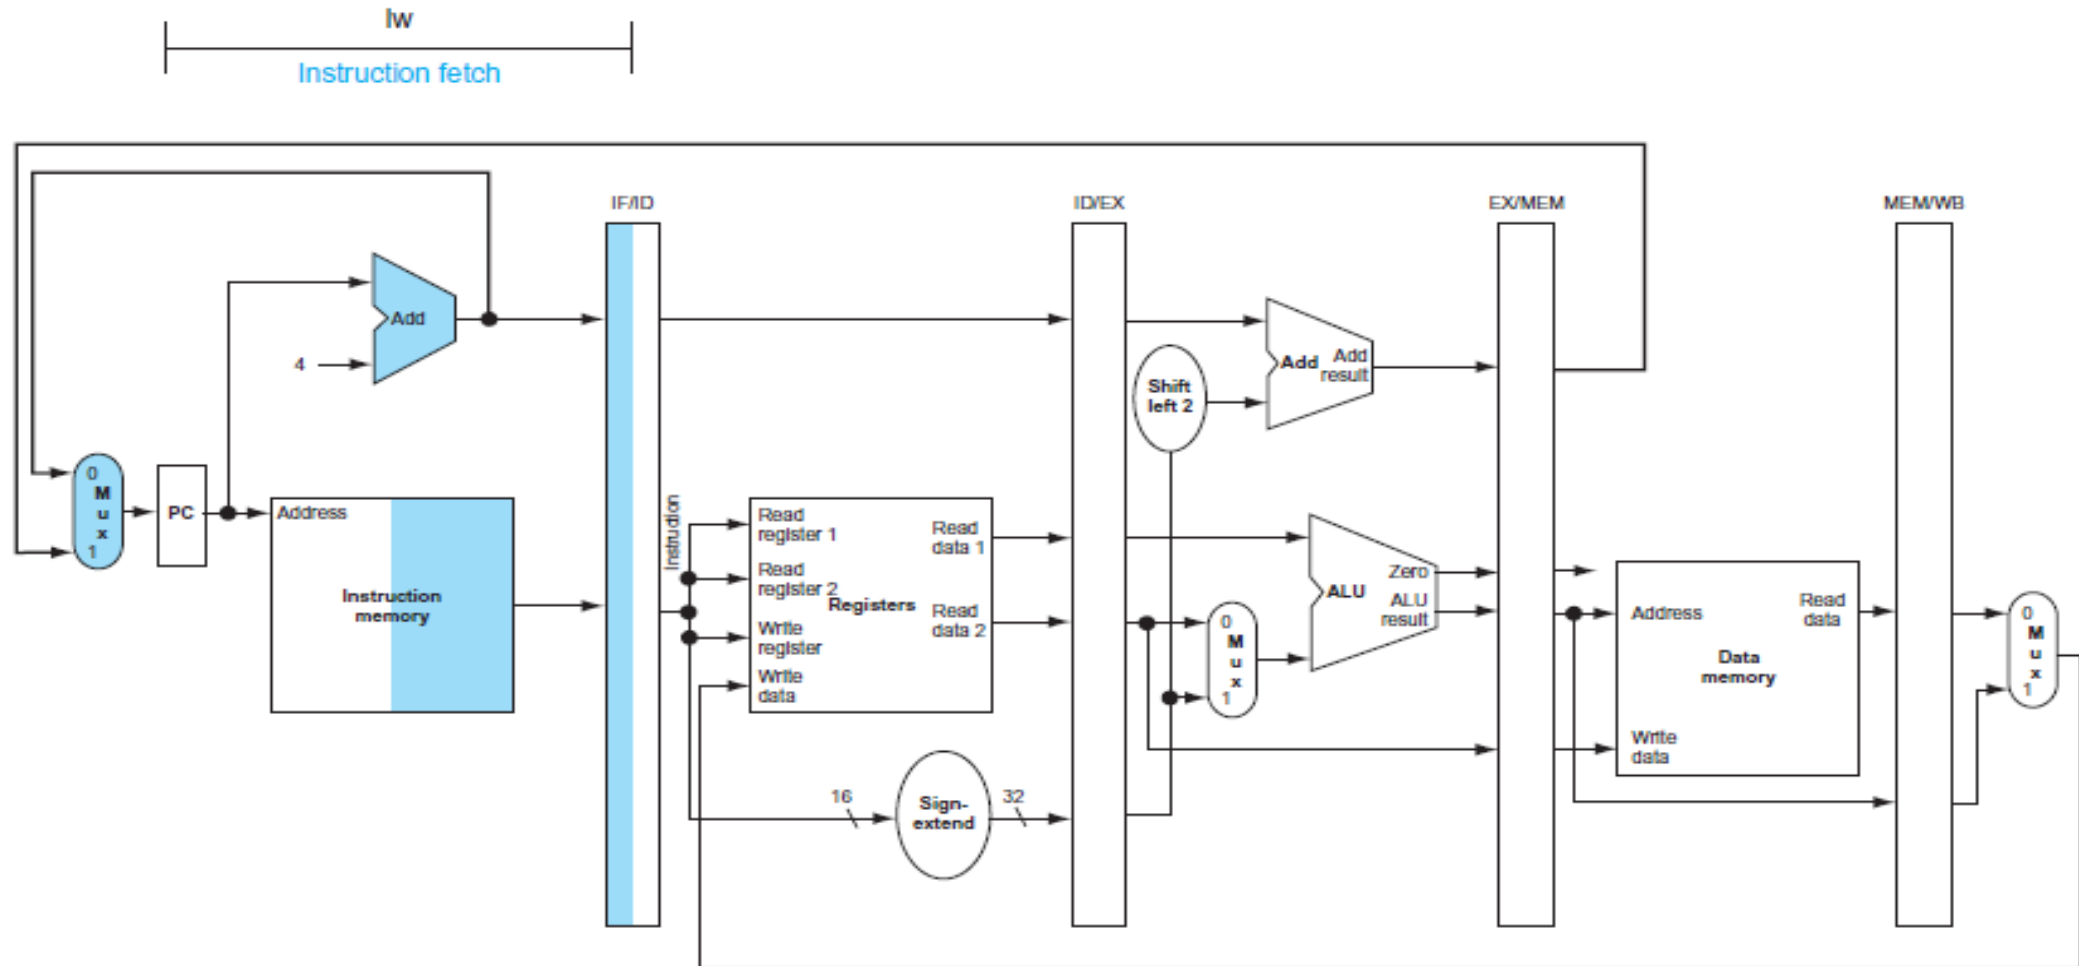 lw
Instruction fetch
IF/ID
ID/EX
EX/MEM
MEM/WB
Add
4
Add
Add
result
Shift
left 2
0
M
u
x
1
PC
Address
Instruction
memory
Instruction
Read
register 1
Read
register 2
Write
register
Write
data
Registers
Read
data 1
Read
data 2
0
M
u
x
1
ALU
Zero
ALU
result
Address
Read
data
Data
memory
Write
data
0
M
u
x
1
16
Sign-
extend
32